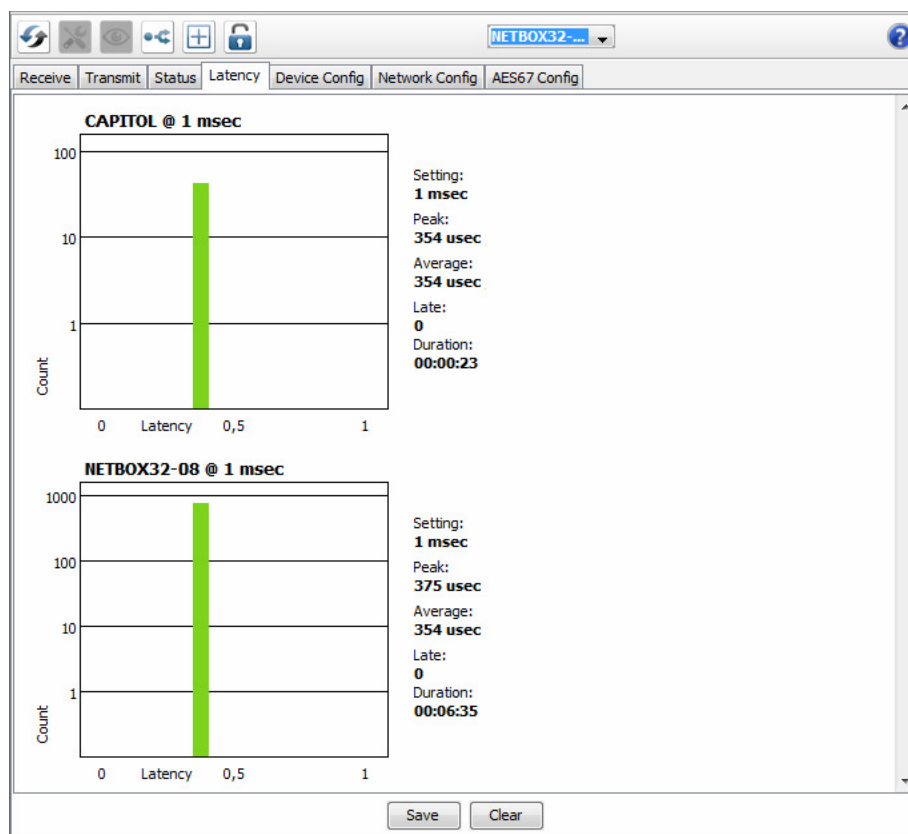 NETBOX32-...
?
Receive Transmit Status Latency Device Config Network Config AES67 Config
CAPITOL @ 1 msec
100
10
1
Count
0 Latency 0,5 1
Setting:
1 msec
Peak:
354 usec
Average:
354 usec
Late:
0
Duration:
00:00:23
NETBOX32-08 @ 1 msec
1000
100
10
1
Count
0 Latency 0,5 1
Setting:
1 msec
Peak:
375 usec
Average:
354 usec
Late:
0
Duration:
00:06:35
Save Clear